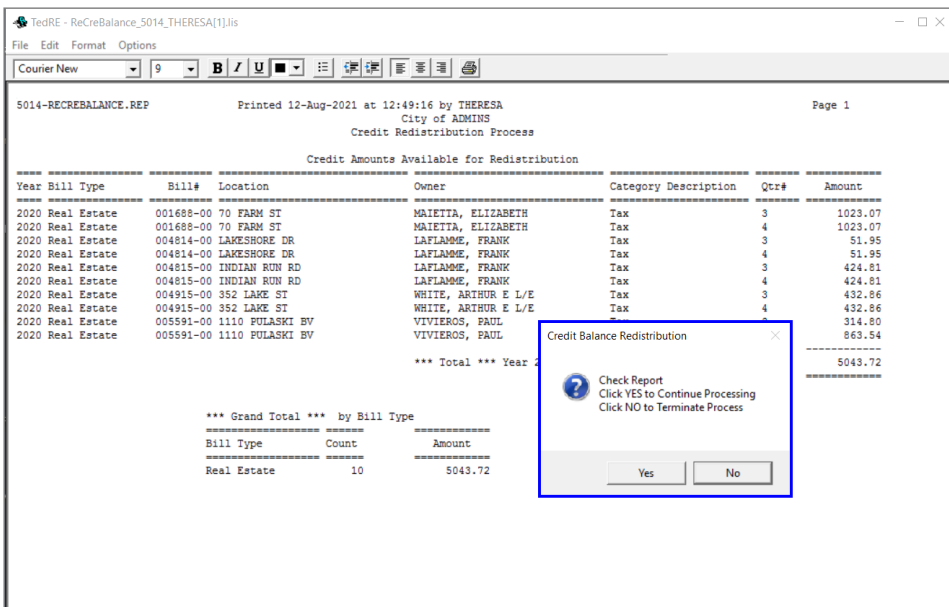 TedRE - ReCreBalance_5014_THERESA[1].lis
File Edit Format Options
Courier New 9 B I U
5014-RECREBALANCE.REP Printed 12-Aug-2021 at 12:49:16 by THERESA Page 1
City of ADMINS
Credit Redistribution Process
Credit Amounts Available for Redistribution
Year Bill Type Bill# Location Owner Category Description Qtr# Amount
2020 Real Estate 001688-00 70 FARM ST MAIETTA, ELIZABETH Tax 3 1023.07
2020 Real Estate 001688-00 70 FARM ST MAIETTA, ELIZABETH Tax 4 1023.07
2020 Real Estate 004814-00 LAKESHORE DR LAFLAMME, FRANK Tax 3 51.95
2020 Real Estate 004814-00 LAKESHORE DR LAFLAMME, FRANK Tax 4 51.95
2020 Real Estate 004815-00 INDIAN RUN RD LAFLAMME, FRANK Tax 3 424.81
2020 Real Estate 004815-00 INDIAN RUN RD LAFLAMME, FRANK Tax 4 424.81
2020 Real Estate 004915-00 352 LAKE ST WHITE, ARTHUR E L/E Tax 3 432.86
2020 Real Estate 004915-00 352 LAKE ST WHITE, ARTHUR E L/E Tax 4 432.86
2020 Real Estate 005591-00 1110 PULASKI BV VIVIEROS, PAUL 314.80
2020 Real Estate 005591-00 1110 PULASKI BV VIVIEROS, PAUL 863.54
*** Total *** Year 2 5043.72
*** Grand Total *** by Bill Type
Bill Type Count Amount
Real Estate 10 5043.72
Credit Balance Redistribution
Check Report
Click YES to Continue Processing
Click NO to Terminate Process
Yes No